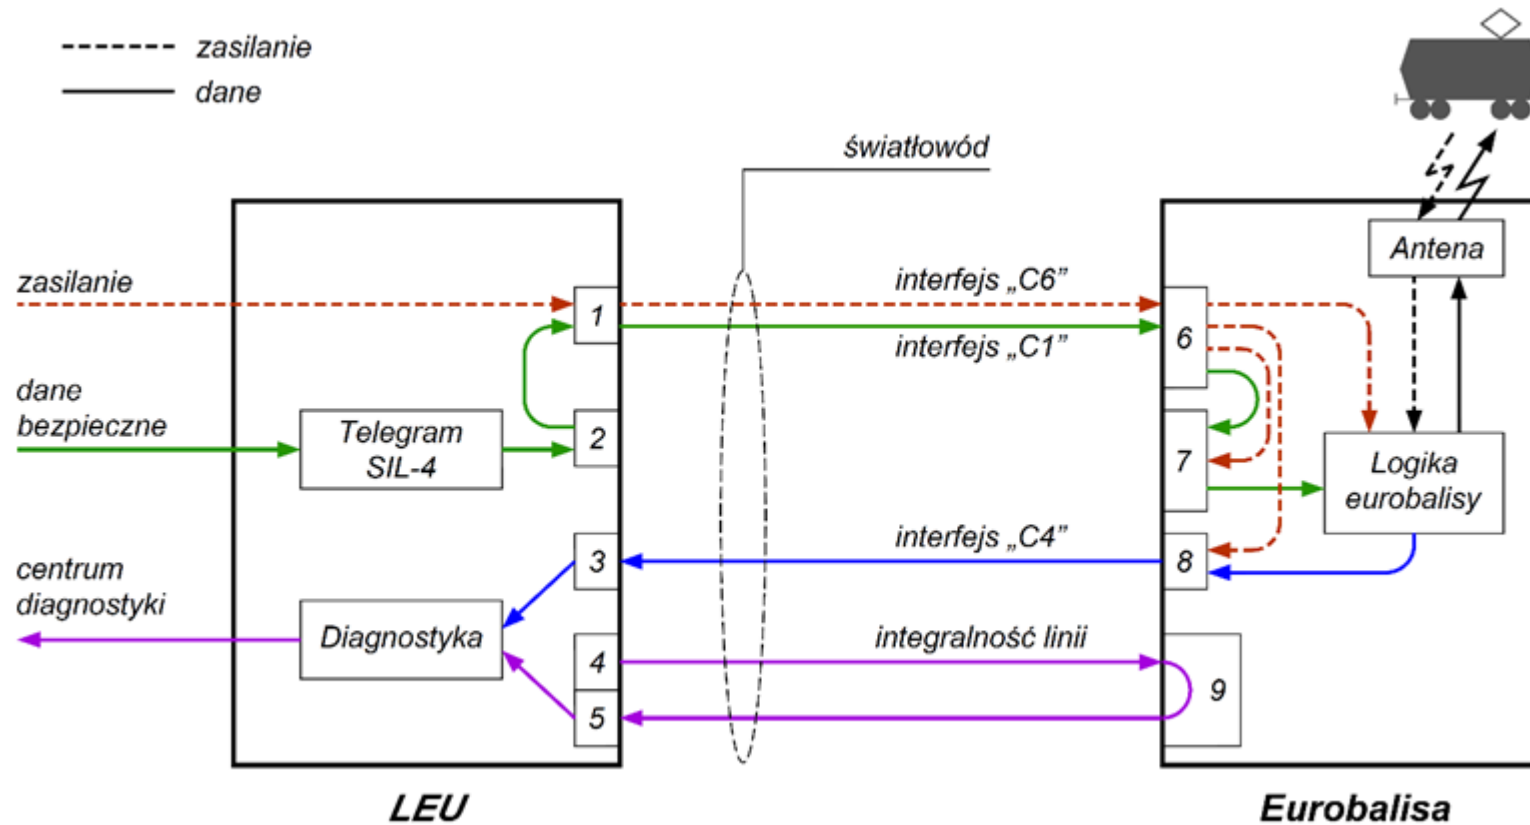 zasilanie
dane
światłowód
zasilanie
dane
bezpieczne
centrum
diagnostyki
Telegram
SIL-4
Diagnostyka
1
2
3
4
5
interfejs „C6”
interfejs „C1”
interfejs „C4”
integralność linii
6
7
8
9
Antena
Logika
eurobalisy
LEU
Eurobalisa